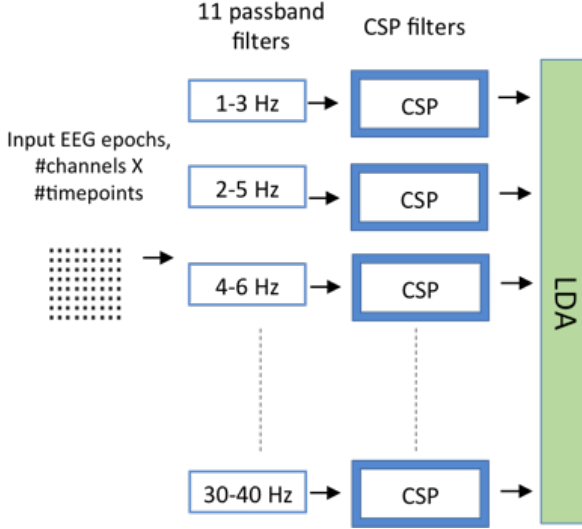 11 passband
filters
CSP filters
Input EEG epochs,
#channels X
#timepoints
1-3 Hz
CSP
2-5 Hz
CSP
4-6 Hz
CSP
30-40 Hz
CSP
LDA